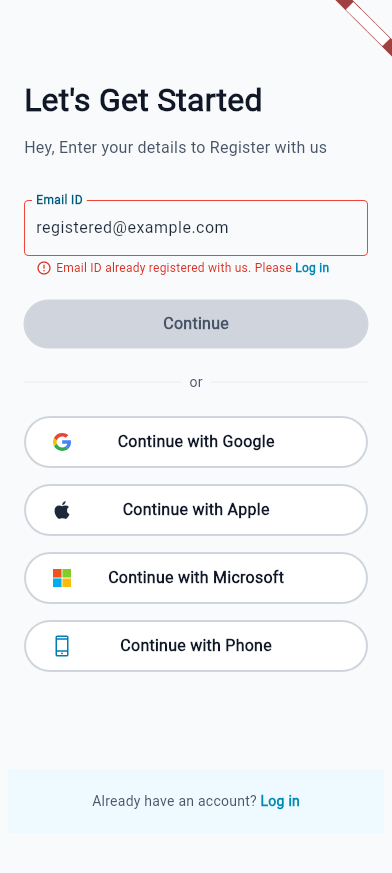 Let's Get Started
Hey, Enter your details to Register with us
Email ID
registered@example.com
Email ID already registered with us. Please Log in
Continue
or
Continue with Google
Continue with Apple
Continue with Microsoft
Continue with Phone
Already have an account? Log in